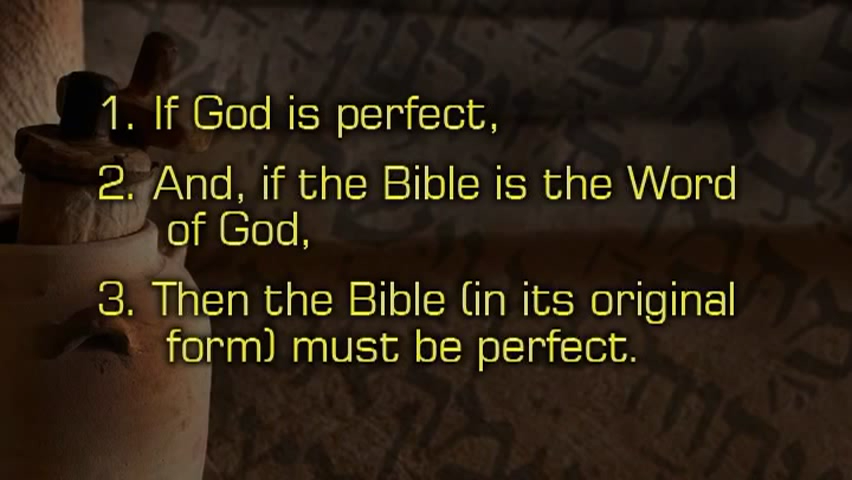 1. If God is perfect,
2. And, if the Bible is the Word
of God,
3. Then the Bible (in its original
form) must be perfect.